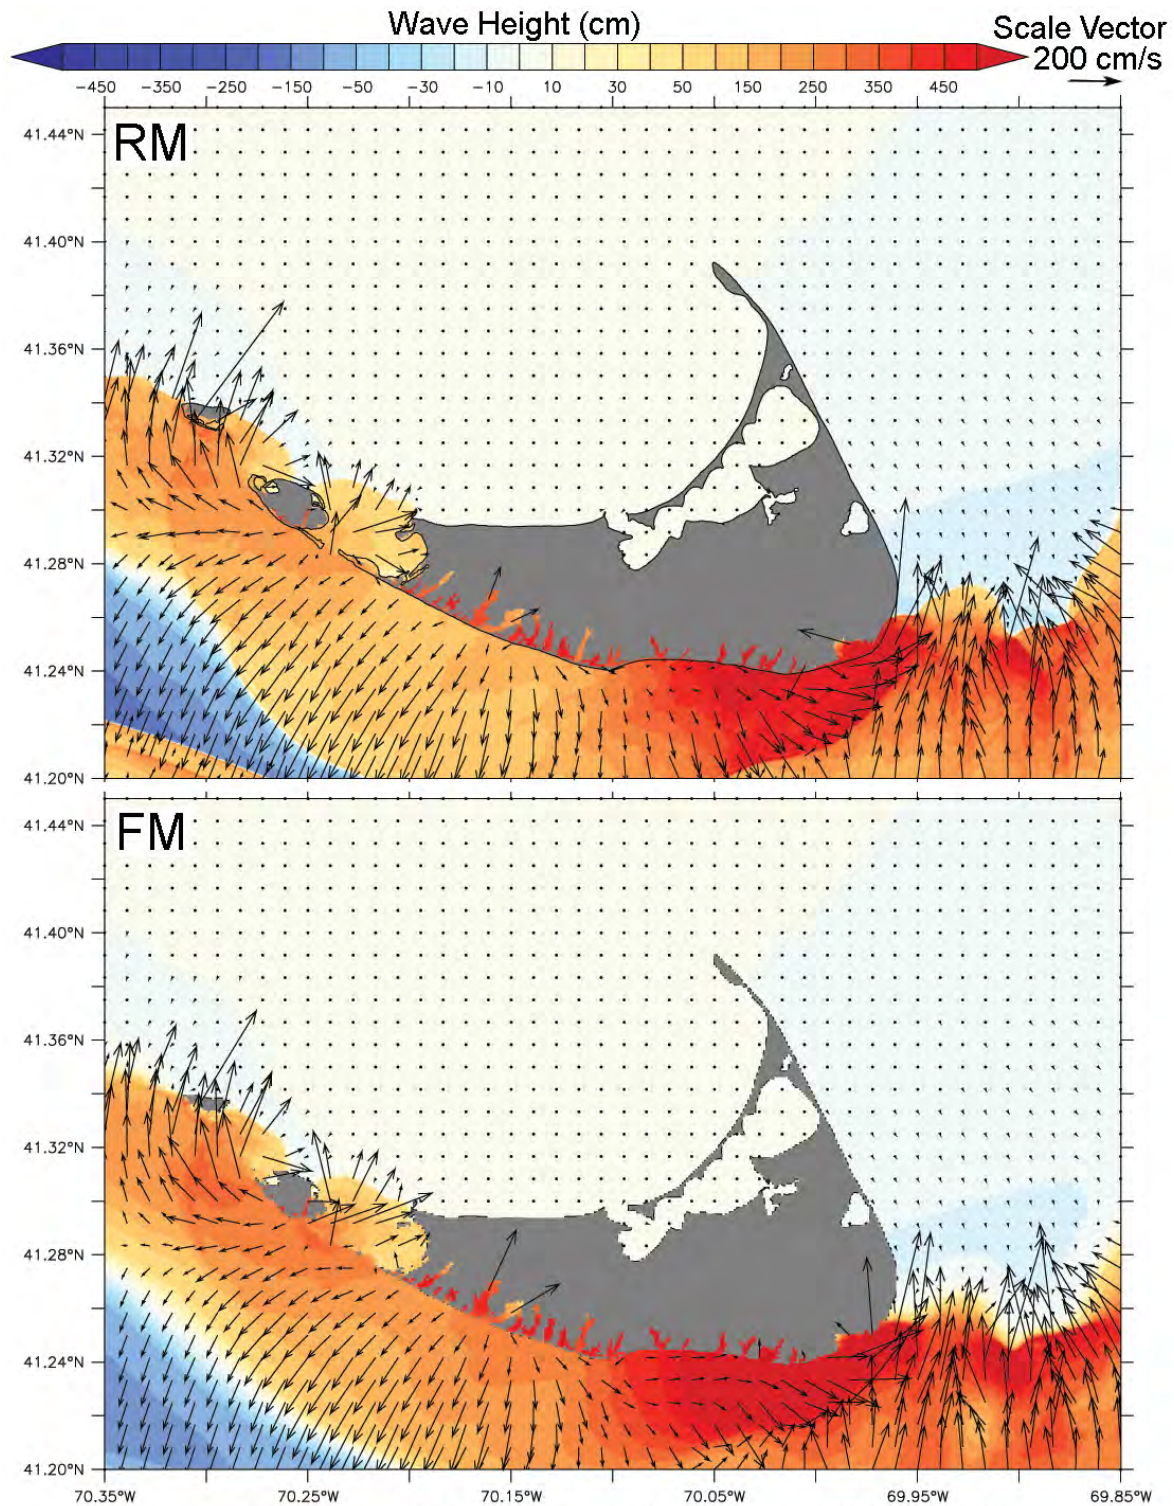 Wave Height (cm)
Scale Vector
200 cm/s
−450 −350 −250 −150 −50 −30 −10 10 30 50 150 250 350 450
RM
41.44°N
41.40°N
41.36°N
41.32°N
41.28°N
41.24°N
41.20°N
FM
41.44°N
41.40°N
41.36°N
41.32°N
41.28°N
41.24°N
41.20°N
70.35°W 70.25°W 70.15°W 70.05°W 69.95°W 69.85°W